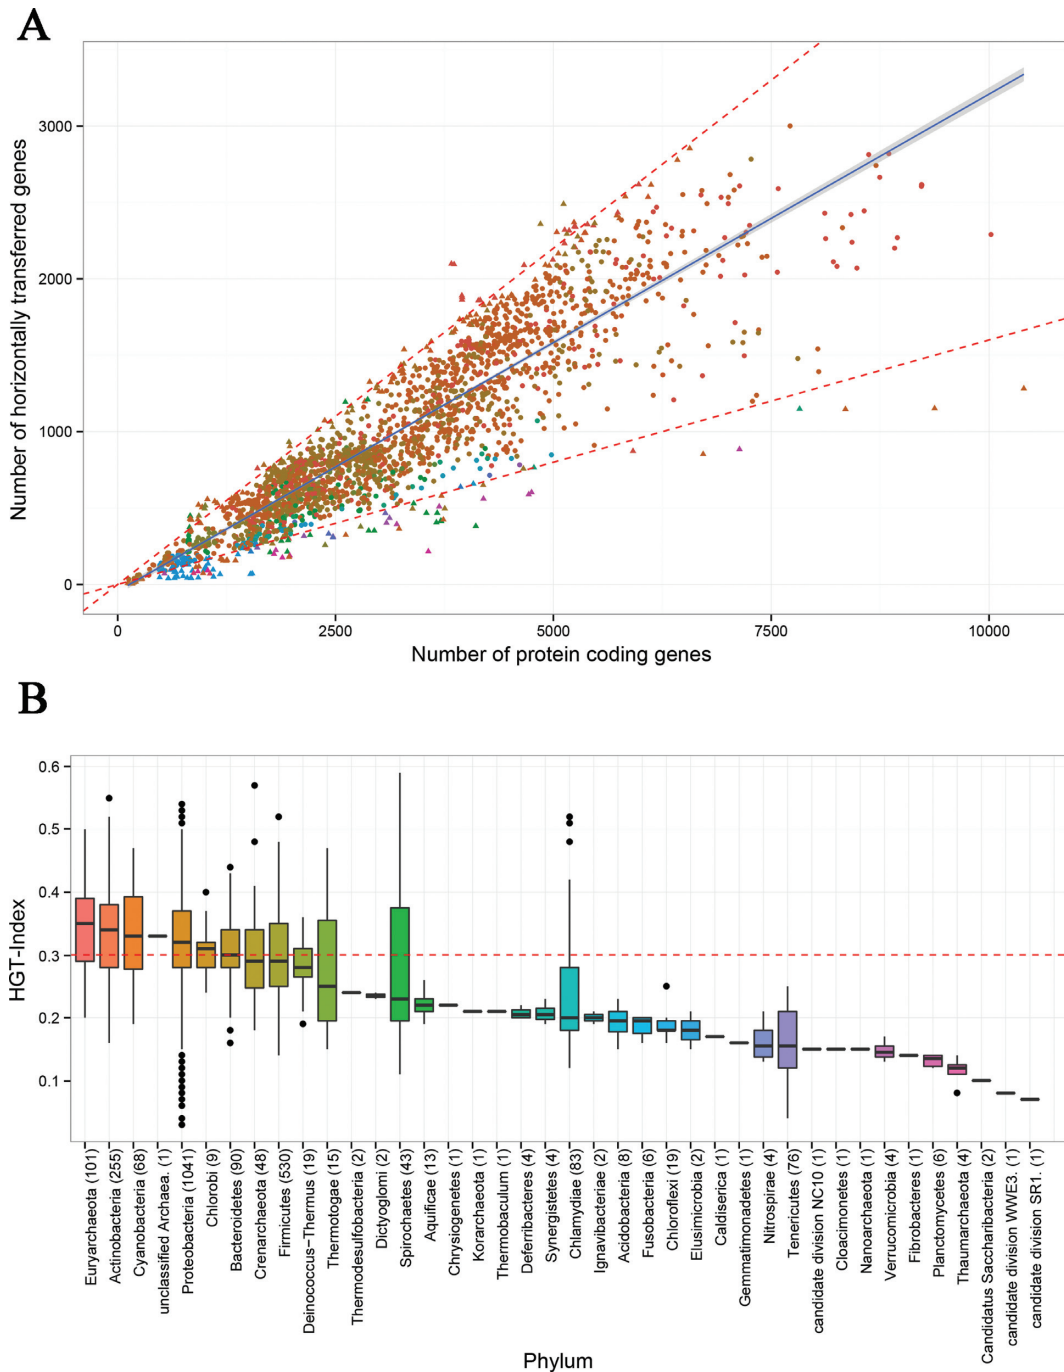 A
Number of horizontally transferred genes
3000
2000
1000
0
0 2500 5000 7500 10000
Number of protein coding genes
B
HGT-Index
0.6
0.5
0.4
0.3
0.2
0.1
Euryarchaeota (101)
Actinobacteria (255)
Cyanobacteria (68)
unclassified Archaea. (1)
Proteobacteria (1041)
Chlorobi (9)
Bacteroidetes (90)
Crenarchaeota (48)
Firmicutes (530)
Deinococcus-Thermus (19)
Thermotogae (15)
Thermodesulfobacteria (2)
Dictyoglomi (2)
Spirochaetes (43)
Aquificae (13)
Chrysiogenetes (1)
Korarchaeota (1)
Thermobaculum (1)
Deferribacteres (4)
Synergistetes (4)
Chlamydiae (83)
Ignavibacteriae (2)
Acidobacteria (8)
Fusobacteria (6)
Chloroflexi (19)
Elusimicrobia (2)
Caldiserica (1)
Gemmatimonadetes (1)
Nitrospirae (4)
Tenericutes (76)
candidate division NC10 (1)
Cloacimonetes (1)
Nanoarchaeota (1)
Verrucomicrobia (4)
Fibrobacteres (1)
Planctomycetes (6)
Thaumarchaeota (4)
Candidatus Saccharibacteria (2)
candidate division WWE3. (1)
candidate division SR1. (1)
Phylum